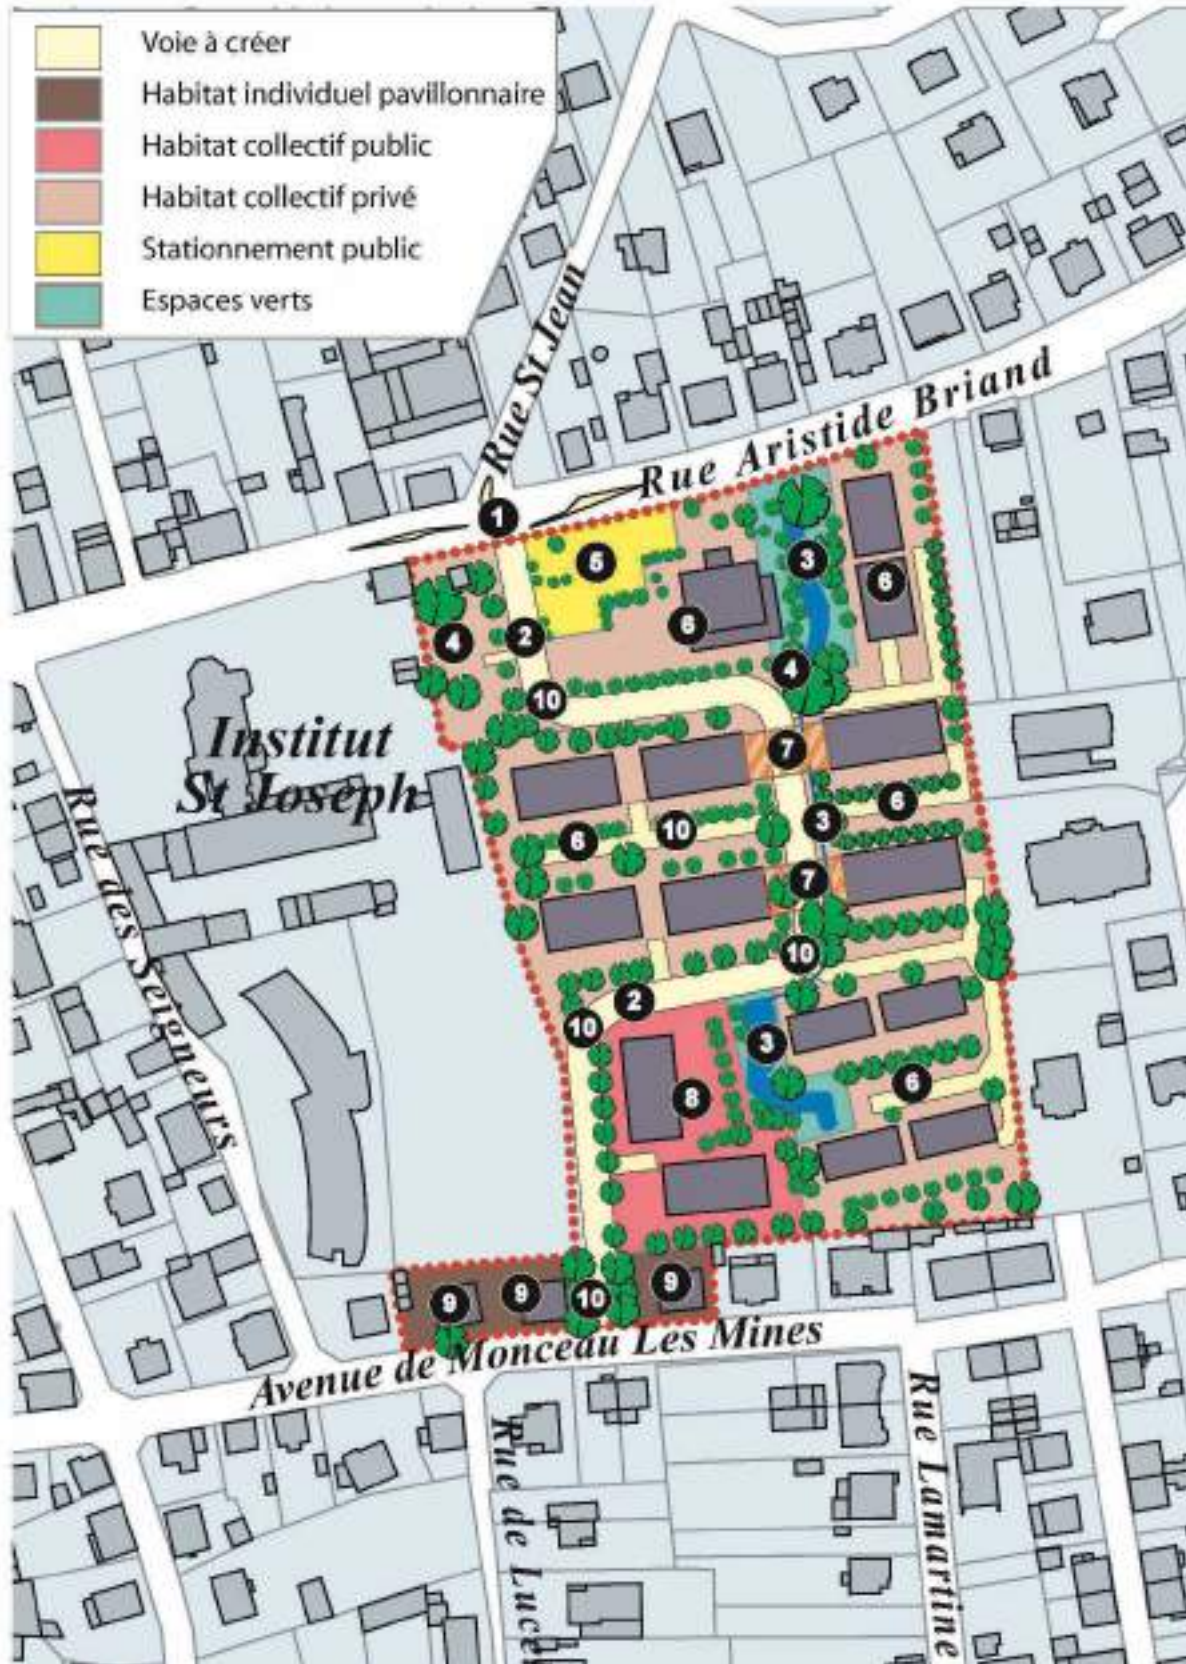 Voie à créer
Habitat individuel pavillonnaire
Habitat collectif public
Habitat collectif privé
Stationnement public
Espaces verts
Rue St Jean
Rue Aristide Briand
1
5
3
6
4
2
6
4
10
7
Institut
St Joseph
6
6
10
3
7
10
2
10
3
6
8
Rue des Seigneurs
9
9
10
9
Avenue de Monceau Les Mines
Rue de Lucel
Rue Lamartine